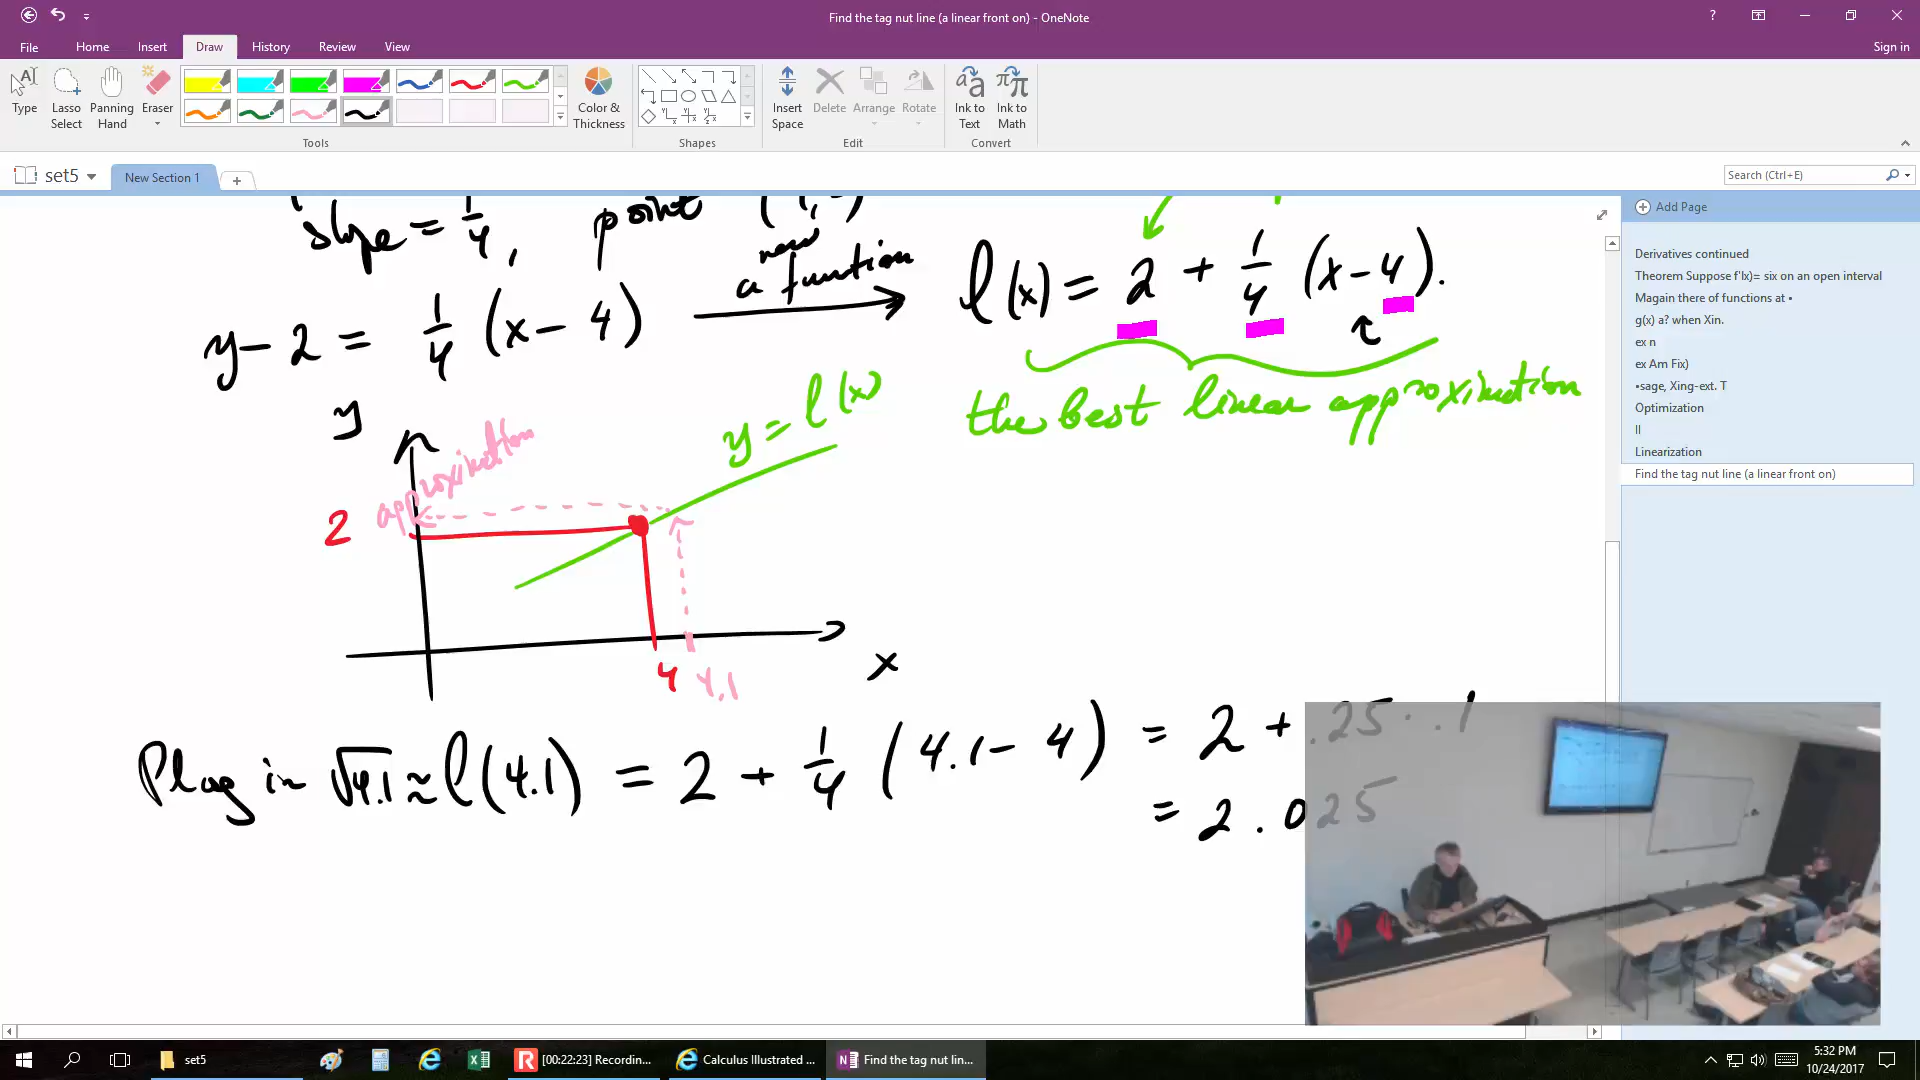 Find the tag nut line (a linear front on) - OneNote
File Home Insert Draw History Review View
Sign in
Type
Lasso Select
Panning Hand
Eraser
Color & Thickness
Insert Space
Delete
Arrange
Rotate
Ink to Text
Ink to Math
Tools
Shapes
Edit
Convert
set5
New Section 1
Search (Ctrl+E)
Add Page
Derivatives continued
Theorem Suppose f'lx)= six on an open interval
Magain there of functions at •
g(x) a? when Xin.
ex n
ex Am Fix)
•sage, Xing-ext. T
Optimization
ll
Linearization
Find the tag nut line (a linear front on)
slope = 1/4, point
now a function
l(x) = 2 + 1/4 (x - 4).
y - 2 = 1/4 (x - 4)
the best linear approximation
y
y = l(x)
approximation
2
x
4
4.1
Plug in √4.1 ≈ l(4.1) = 2 + 1/4 (4.1 - 4) = 2 + .25 · .1
= 2.025
set5
[00:22:23] Recordin...
Calculus Illustrated ...
Find the tag nut lin...
5:32 PM
10/24/2017